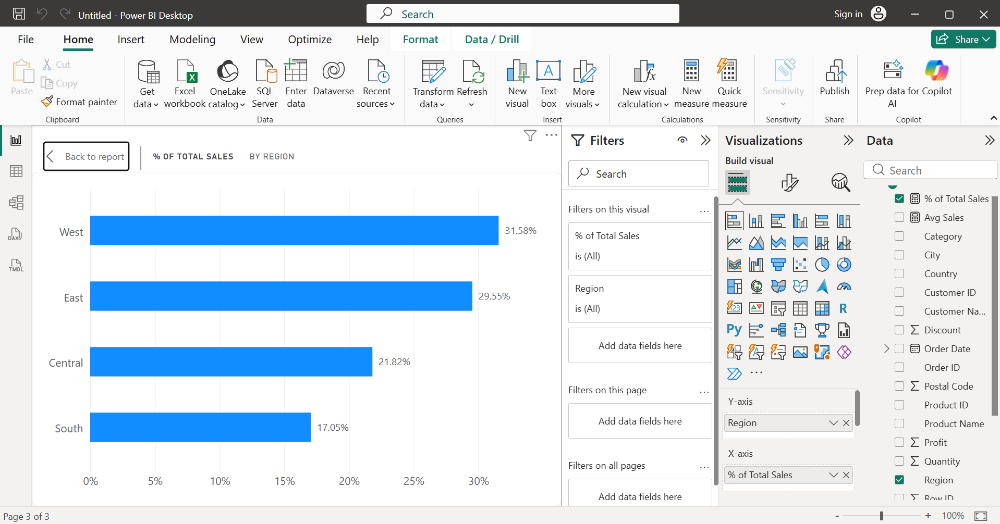 Untitled - Power BI Desktop
Search
Sign in
File
Home
Insert
Modeling
View
Optimize
Help
Format
Data / Drill
Share
Paste
Cut
Copy
Format painter
Clipboard
Get data
Excel workbook
OneLake catalog
SQL Server
Enter data
Dataverse
Recent sources
Data
Transform data
Refresh
Queries
New visual
Text box
More visuals
Insert
New visual calculation
New measure
Quick measure
Calculations
Sensitivity
Sensitivity
Publish
Share
Prep data for AI
Copilot
Copilot
DAX
TMDL
Back to report
% OF TOTAL SALES
BY REGION
West
31.58%
East
29.55%
Central
21.82%
South
17.05%
0%
5%
10%
15%
20%
25%
30%
Filters
Search
Filters on this visual
...
% of Total Sales
is (All)
Region
is (All)
Add data fields here
Filters on this page
...
Add data fields here
Filters on all pages
...
Add data fields here
Visualizations
Build visual
123
R
Py
...
Y-axis
Region
X-axis
% of Total Sales
Data
Search
% of Total Sales
Avg Sales
Category
City
Country
Customer ID
Customer Na...
Discount
Order Date
Order ID
Postal Code
Product ID
Product Name
Profit
Quantity
Region
Row ID
Page 3 of 3
- + 100%